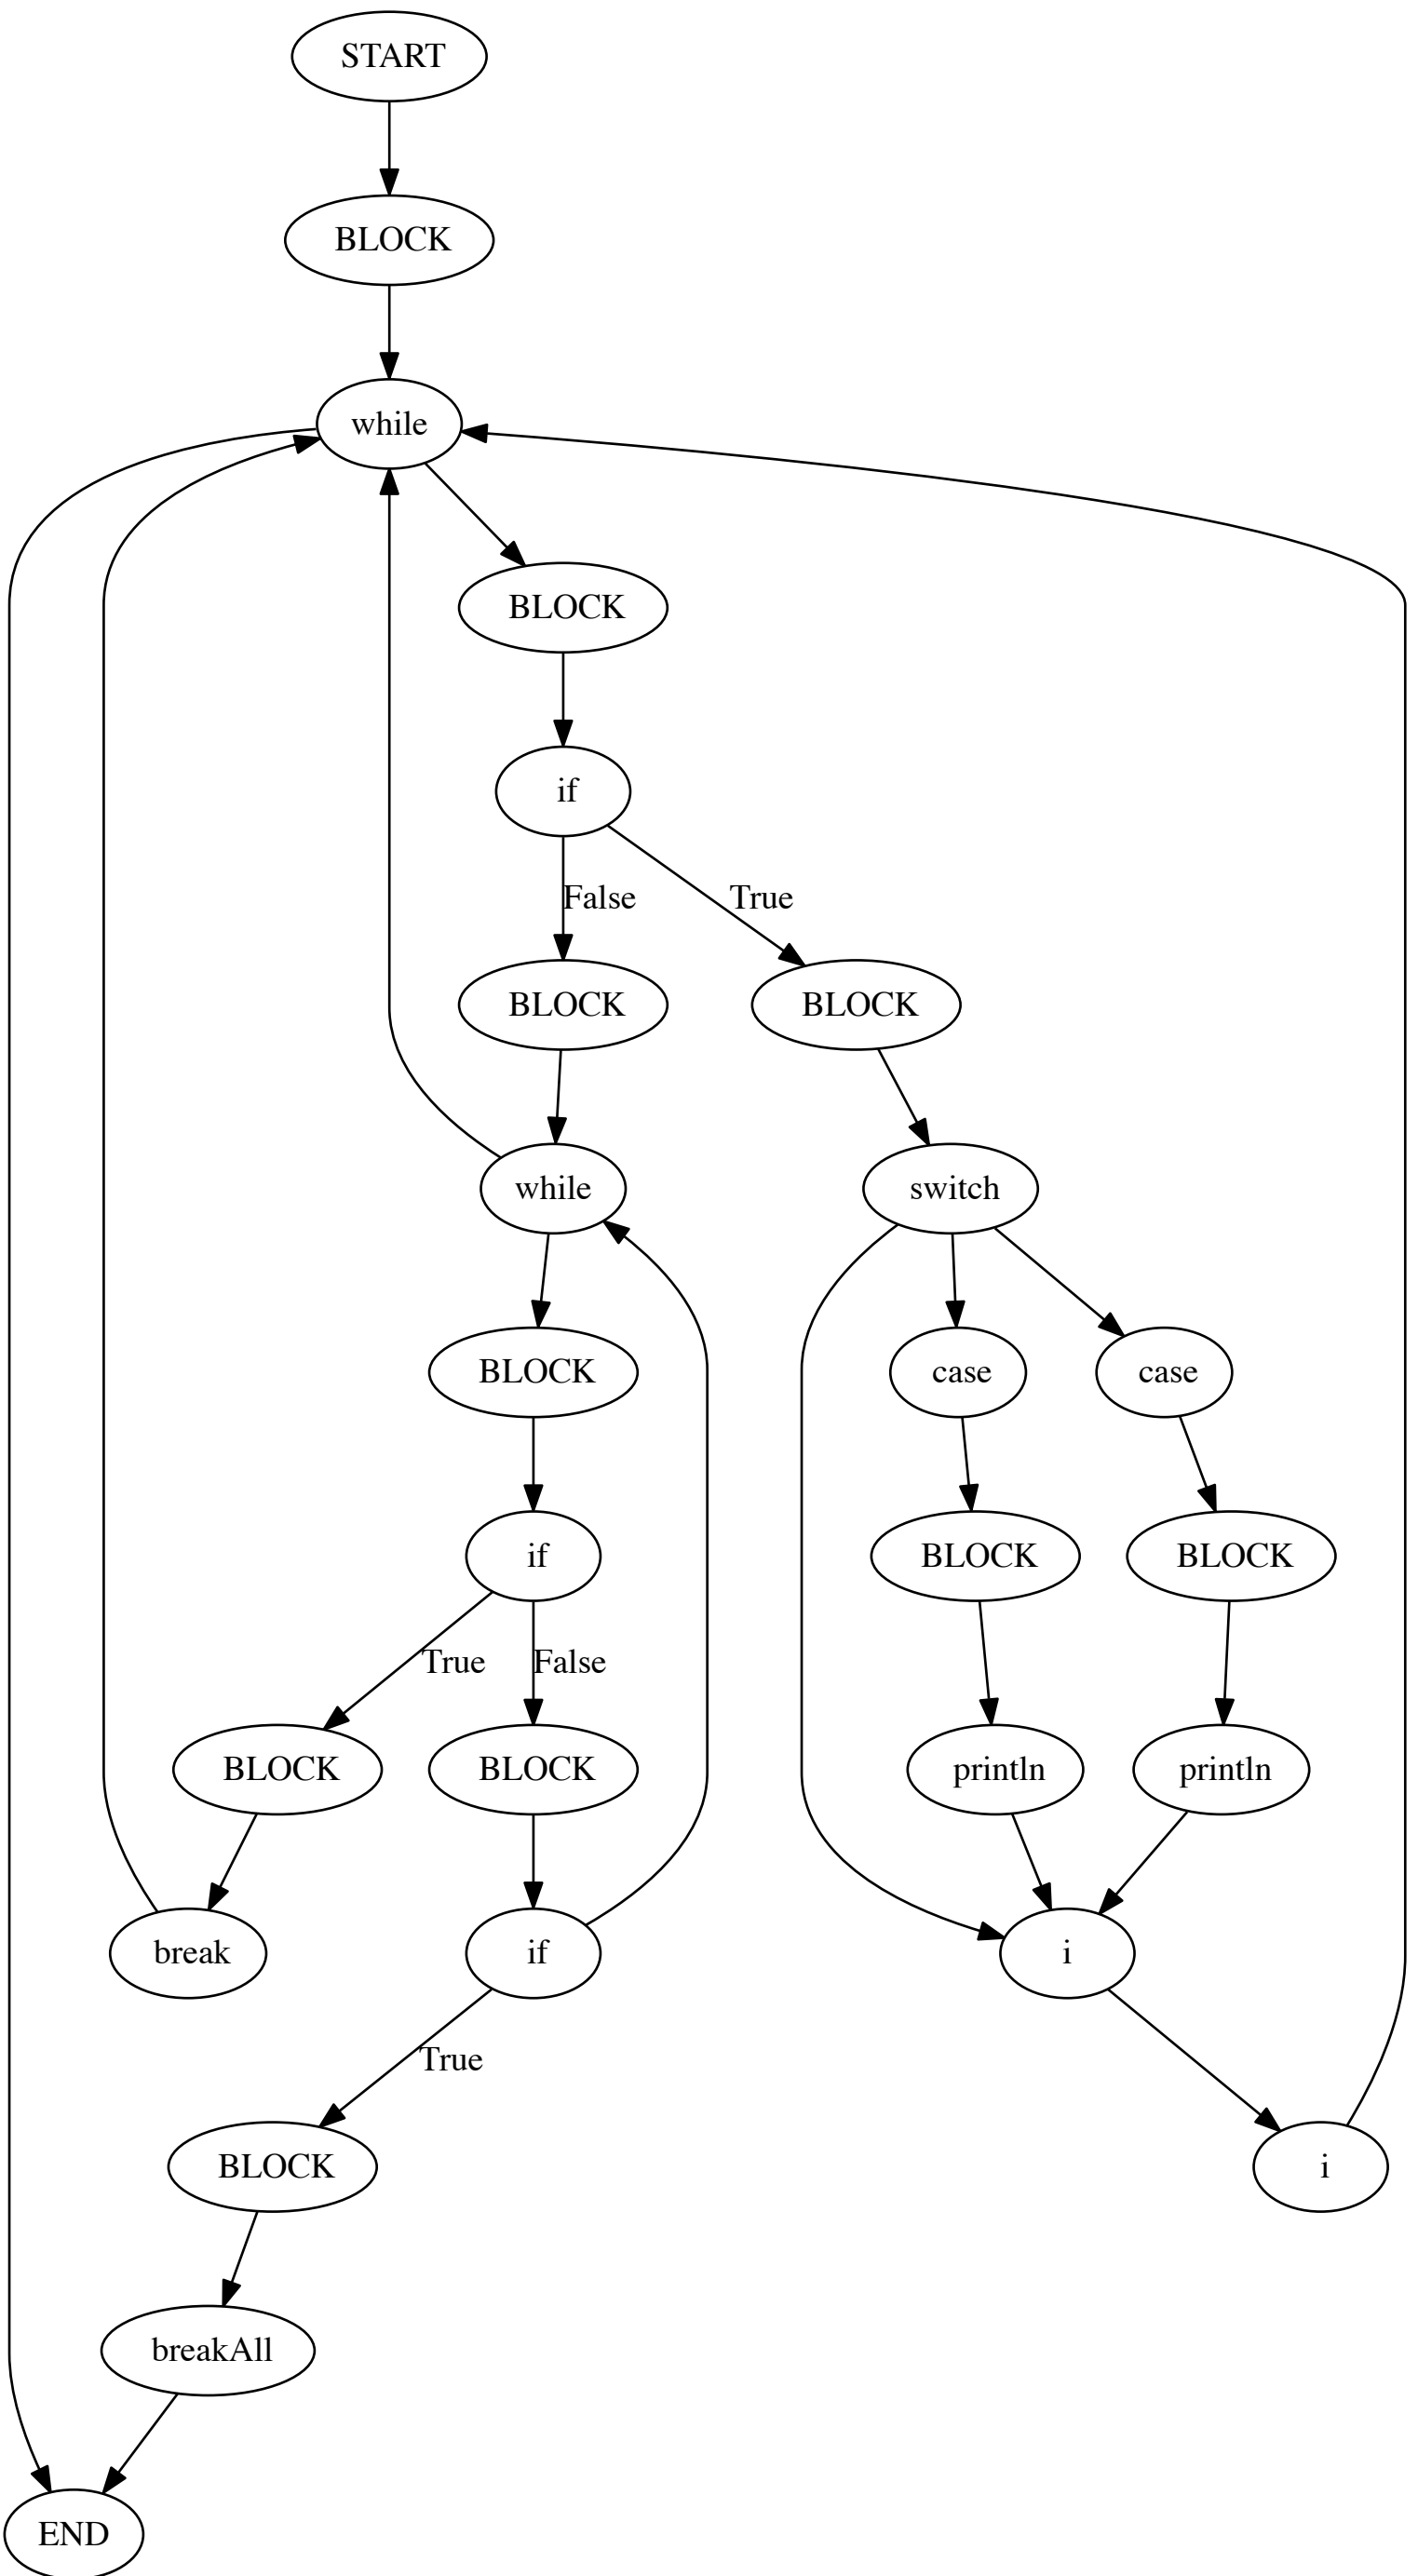 START
BLOCK
while
BLOCK
if
False
True
BLOCK
BLOCK
while
switch
BLOCK
case
case
if
BLOCK
BLOCK
True
False
BLOCK
BLOCK
println
println
break
if
i
True
BLOCK
i
breakAll
END